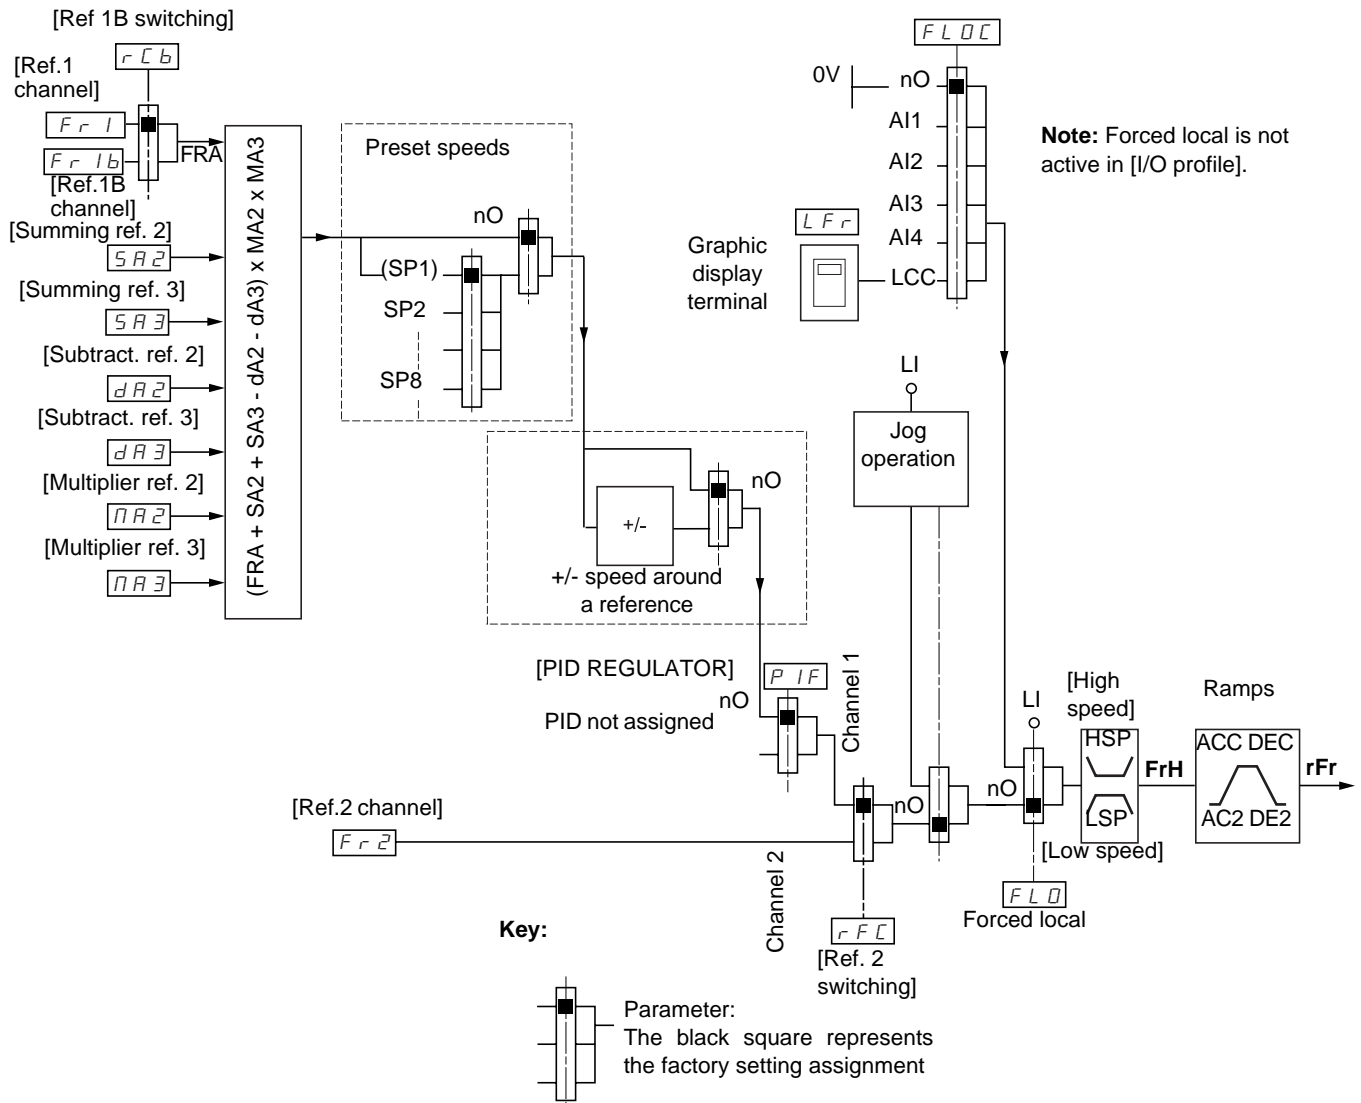 [Ref 1B switching]
rCb
[Ref.1
channel]
Fr1
FRA
Fr1b
[Ref.1B
channel]
[Summing ref. 2]
SA2
[Summing ref. 3]
SA3
[Subtract. ref. 2]
dA2
[Subtract. ref. 3]
dA3
[Multiplier ref. 2]
MA2
[Multiplier ref. 3]
MA3
(FRA + SA2 + SA3 - dA2 - dA3) x MA2 x MA3
Preset speeds
nO
(SP1)
SP2
SP8
+/-
nO
+/- speed around
a reference
FLOC
0V
nO
AI1
AI2
AI3
AI4
LCC
LFr
Graphic
display
terminal
Note: Forced local is not
active in [I/O profile].
LI
Jog
operation
[PID REGULATOR]
PIF
nO
PID not assigned
Channel 1
[Ref.2 channel]
Fr2
Channel 2
nO
rFC
[Ref. 2
switching]
nO
LI
FLO
Forced local
[High
speed]
HSP
LSP
[Low speed]
FrH
Ramps
ACC DEC
AC2 DE2
rFr
Key:
Parameter:
The black square represents
the factory setting assignment